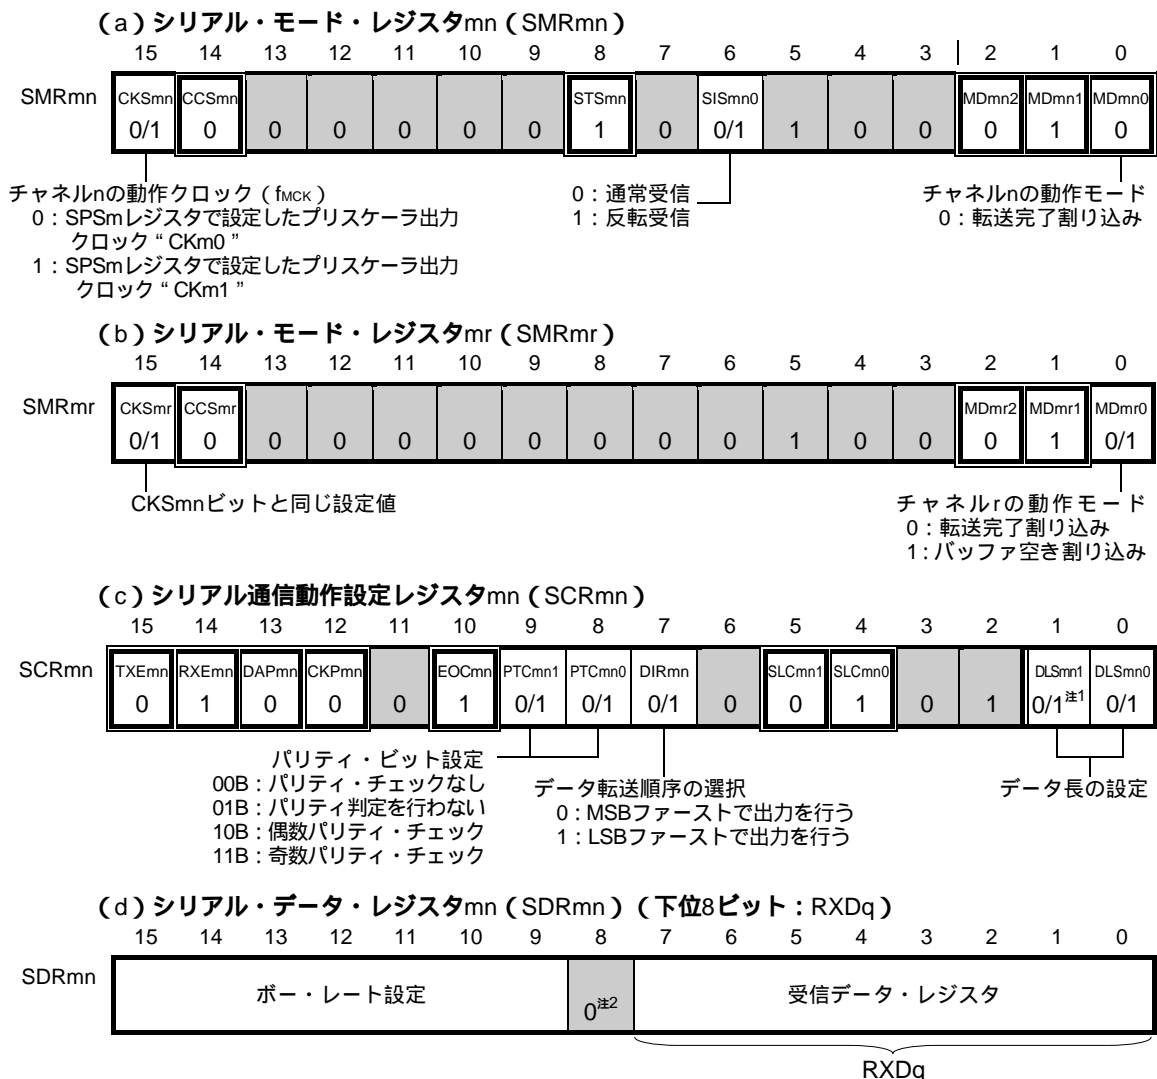 (a)シリアル・モード・レジスタmn(SMRmn)
15 14 13 12 11 10 9 8 7 6 5 4 3 2 1 0
SMRmn CKSmn CCSmn STSmn SISmn0 MDmn2 MDmn1 MDmn0
0/1 0 0 0 0 0 0 1 0 0/1 1 0 0 0 1 0
チャネルnの動作クロック(fMCK)
0:SPSmレジスタで設定したプリスケーラ出力
クロック“CKm0”
1:SPSmレジスタで設定したプリスケーラ出力
クロック“CKm1”
0:通常受信
1:反転受信
チャネルnの動作モード
0:転送完了割り込み
(b)シリアル・モード・レジスタmr(SMRmr)
15 14 13 12 11 10 9 8 7 6 5 4 3 2 1 0
SMRmr CKSmr CCSmr MDmr2 MDmr1 MDmr0
0/1 0 0 0 0 0 0 0 0 0 1 0 0 0 1 0/1
CKSmnビットと同じ設定値
チャネルrの動作モード
0:転送完了割り込み
1:バッファ空き割り込み
(c)シリアル通信動作設定レジスタmn(SCRmn)
15 14 13 12 11 10 9 8 7 6 5 4 3 2 1 0
SCRmn TXEmn RXEmn DAPmn CKPmn EOCmn PTCmn1 PTCmn0 DIRmn SLCmn1 SLCmn0 DLSmn1 DLSmn0
0 1 0 0 0 1 0/1 0/1 0/1 0 0 1 0 1 0/1注1 0/1
パリティ・ビット設定
00B:パリティ・チェックなし
01B:パリティ判定を行わない
10B:偶数パリティ・チェック
11B:奇数パリティ・チェック
データ転送順序の選択
0:MSBファーストで出力を行う
1:LSBファーストで出力を行う
データ長の設定
(d)シリアル・データ・レジスタmn(SDRmn)(下位8ビット:RXDq)
15 14 13 12 11 10 9 8 7 6 5 4 3 2 1 0
SDRmn ボー・レート設定 0注2 受信データ・レジスタ
RXDq